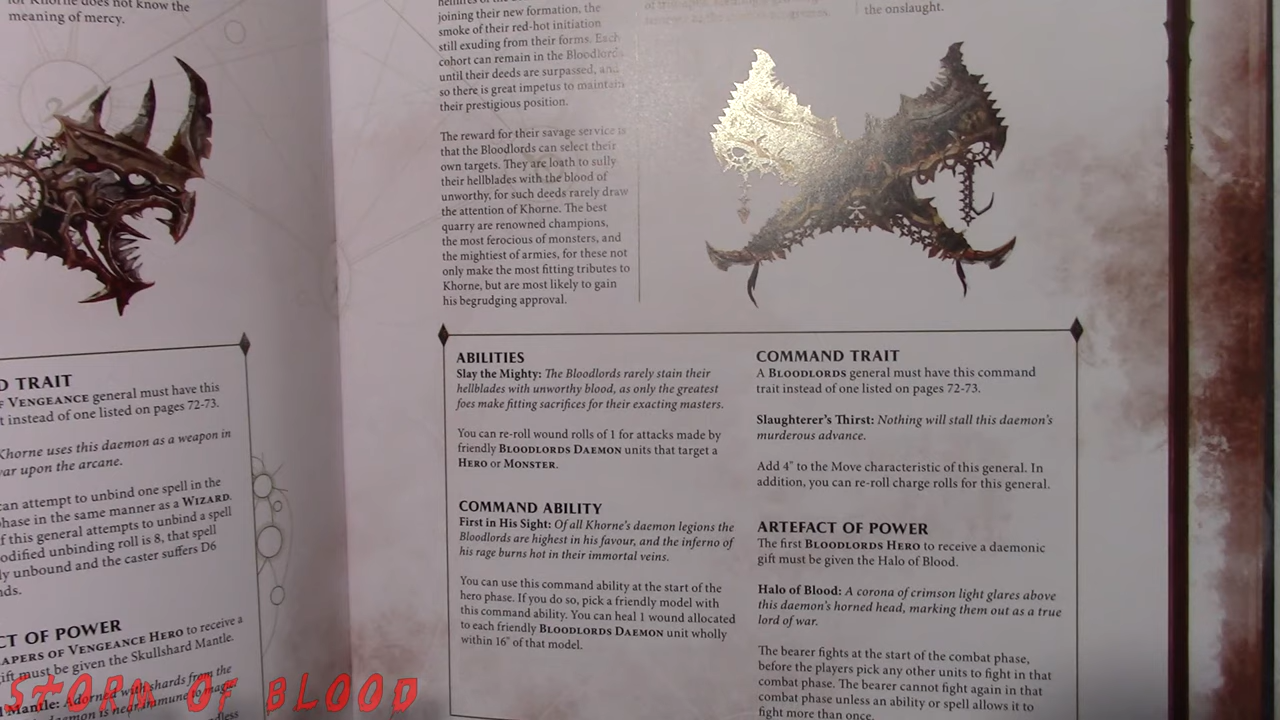 for Khorne does not know the
meaning of mercy.
D TRAIT
F VENGEANCE general must have this
t instead of one listed on pages 72-73.
Khorne uses this daemon as a weapon in
war upon the arcane.
can attempt to unbind one spell in the
phase in the same manner as a WIZARD.
f this general attempts to unbind a spell
odified unbinding roll is 8, that spell
ly unbound and the caster suffers D6
nds.
CT OF POWER
APERS OF VENGEANCE HERO to receive a
ift must be given the Skullshard Mantle.
Mantle: Adorned with shards from the
daemon is near immune to magic
joining their new formation, the
smoke of their red-hot initiation
still exuding from their forms. Each
cohort can remain in the Bloodlords
until their deeds are surpassed, and
so there is great impetus to maintain
their prestigious position.
The reward for their savage service is
that the Bloodlords can select their
own targets. They are loath to sully
their hellblades with the blood of
unworthy, for such deeds rarely draw
the attention of Khorne. The best
quarry are renowned champions,
the most ferocious of monsters, and
the mightiest of armies, for these not
only make the most fitting tributes to
Khorne, but are most likely to gain
his begrudging approval.
the onslaught.
ABILITIES
Slay the Mighty: The Bloodlords rarely stain their
hellblades with unworthy blood, as only the greatest
foes make fitting sacrifices for their exacting masters.
You can re-roll wound rolls of 1 for attacks made by
friendly BLOODLORDS DAEMON units that target a
HERO or MONSTER.
COMMAND ABILITY
First in His Sight: Of all Khorne's daemon legions the
Bloodlords are highest in his favour, and the inferno of
his rage burns hot in their immortal veins.
You can use this command ability at the start of the
hero phase. If you do so, pick a friendly model with
this command ability. You can heal 1 wound allocated
to each friendly BLOODLORDS DAEMON unit wholly
within 16" of that model.
COMMAND TRAIT
A BLOODLORDS general must have this command
trait instead of one listed on pages 72-73.
Slaughterer's Thirst: Nothing will stall this daemon's
murderous advance.
Add 4" to the Move characteristic of this general. In
addition, you can re-roll charge rolls for this general.
ARTEFACT OF POWER
The first BLOODLORDS HERO to receive a daemonic
gift must be given the Halo of Blood.
Halo of Blood: A corona of crimson light glares above
this daemon's horned head, marking them out as a true
lord of war.
The bearer fights at the start of the combat phase,
before the players pick any other units to fight in that
combat phase. The bearer cannot fight again in that
combat phase unless an ability or spell allows it to
fight more than once.
STORM OF BLOOD